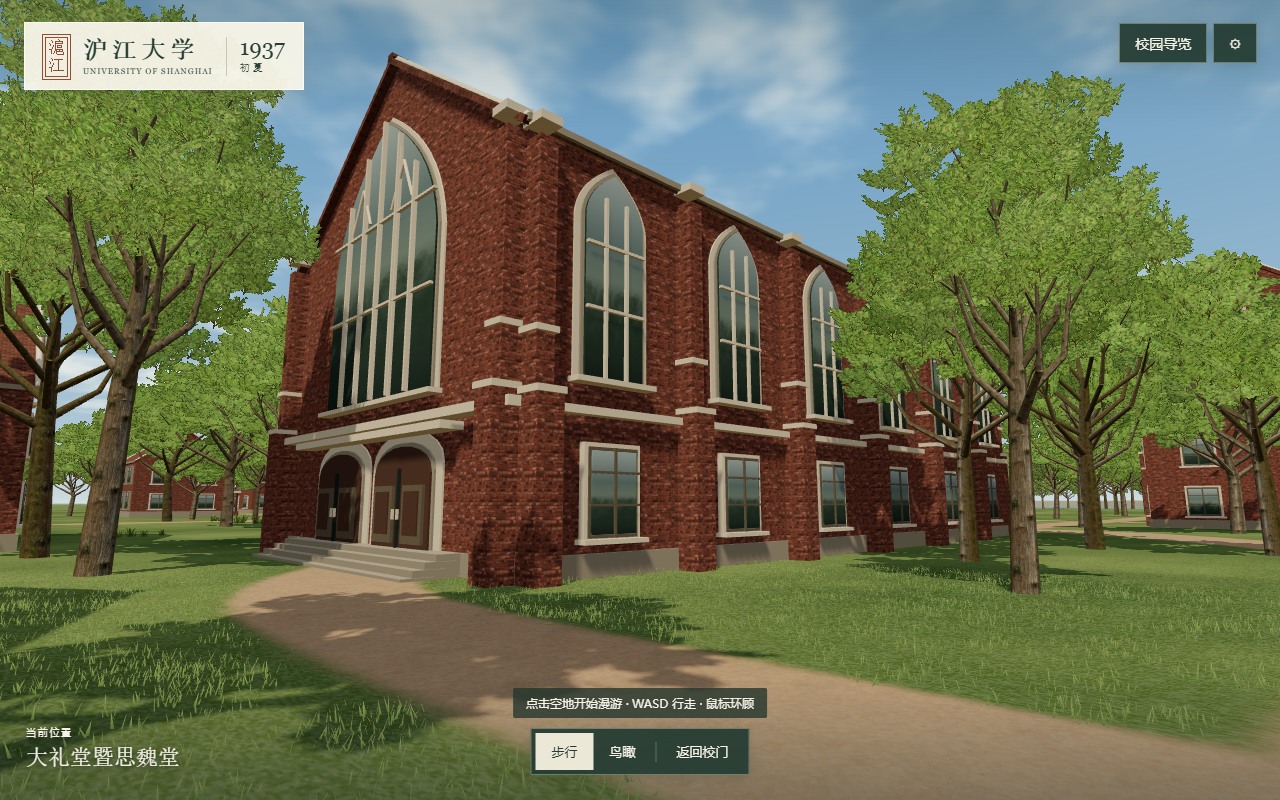 滬江
沪江大学
UNIVERSITY OF SHANGHAI
1937
初夏
校园导览
点击空地开始漫游 · WASD 行走 · 鼠标环顾
当前位置
大礼堂暨思魏堂
步行
鸟瞰
返回校门